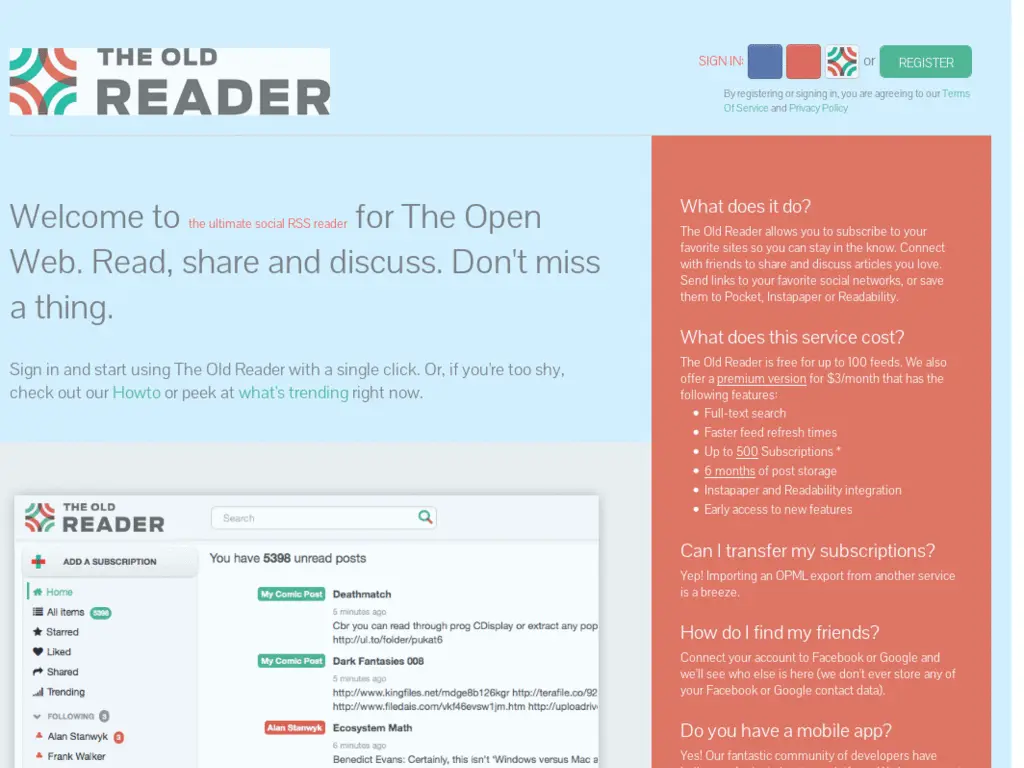 THE OLD
READER
SIGN IN:
or
REGISTER
By registering or signing in, you are agreeing to our Terms
Of Service and Privacy Policy
Welcome to the ultimate social RSS reader for The Open
Web. Read, share and discuss. Don't miss
a thing.
Sign in and start using The Old Reader with a single click. Or, if you're too shy,
check out our Howto or peek at what's trending right now.
THE OLD
READER
Search
ADD A SUBSCRIPTION
Home
All items 5398
Starred
Liked
Shared
Trending
FOLLOWING 3
Alan Stanwyk 3
Frank Walker
You have 5398 unread posts
My Comic Post Deathmatch
5 minutes ago
Cbr you can read through prog CDisplay or extract any pop
http://ul.to/folder/pukat6
My Comic Post Dark Fantasies 008
5 minutes ago
http://www.kingfiles.net/mdge8b126kgr http://terafile.co/92
http://www.filedais.com/vkf46evsw1jm.htm http://uploadriv
Alan Stanwyk Ecosystem Math
6 minutes ago
Benedict Evans: Certainly, this isn't 'Windows versus Mac a
What does it do?
The Old Reader allows you to subscribe to your
favorite sites so you can stay in the know. Connect
with friends to share and discuss articles you love.
Send links to your favorite social networks, or save
them to Pocket, Instapaper or Readability.
What does this service cost?
The Old Reader is free for up to 100 feeds. We also
offer a premium version for $3/month that has the
following features:
• Full-text search
• Faster feed refresh times
• Up to 500 Subscriptions *
• 6 months of post storage
• Instapaper and Readability integration
• Early access to new features
Can I transfer my subscriptions?
Yep! Importing an OPML export from another service
is a breeze.
How do I find my friends?
Connect your account to Facebook or Google and
we'll see who else is here (we don't ever store any of
your Facebook or Google contact data).
Do you have a mobile app?
Yes! Our fantastic community of developers have